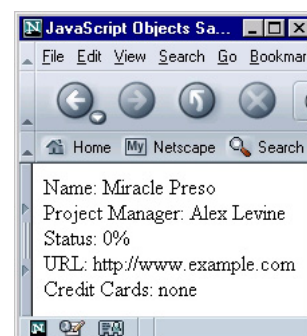 JavaScript Objects Sa...
File Edit View Search Go Bookmar
Home My Netscape Search
Name: Miracle Preso
Project Manager: Alex Levine
Status: 0%
URL: http://www.example.com
Credit Cards: none